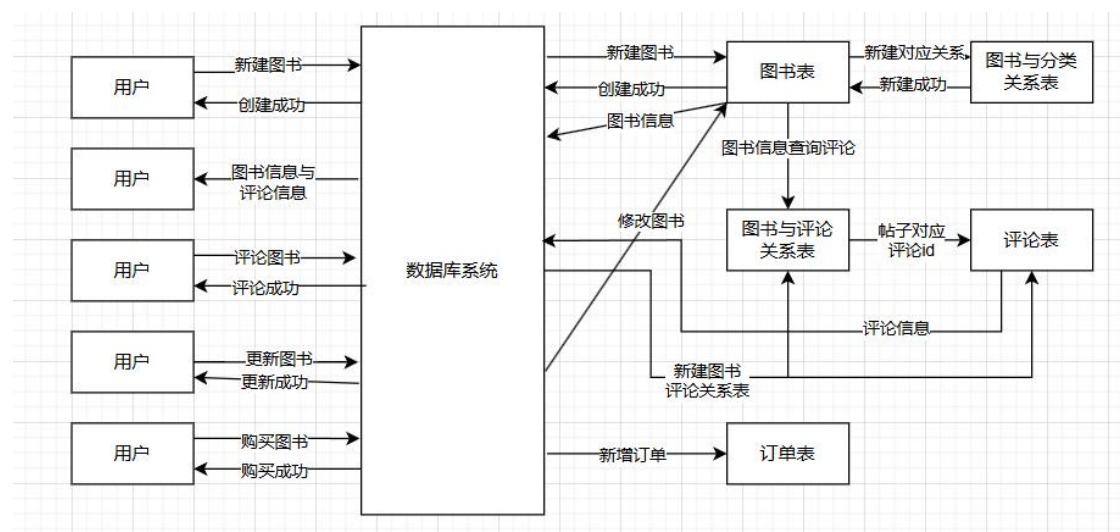 用户
新建图书
创建成功
用户
图书信息与
评论信息
用户
评论图书
评论成功
用户
更新图书
更新成功
用户
购买图书
购买成功
数据库系统
新建图书
创建成功
图书信息
图书表
新建对应关系
新建成功
图书与分类
关系表
图书信息查询评论
修改图书
图书与评论
关系表
帖子对应
评论id
评论表
评论信息
新建图书
评论关系表
新增订单
订单表